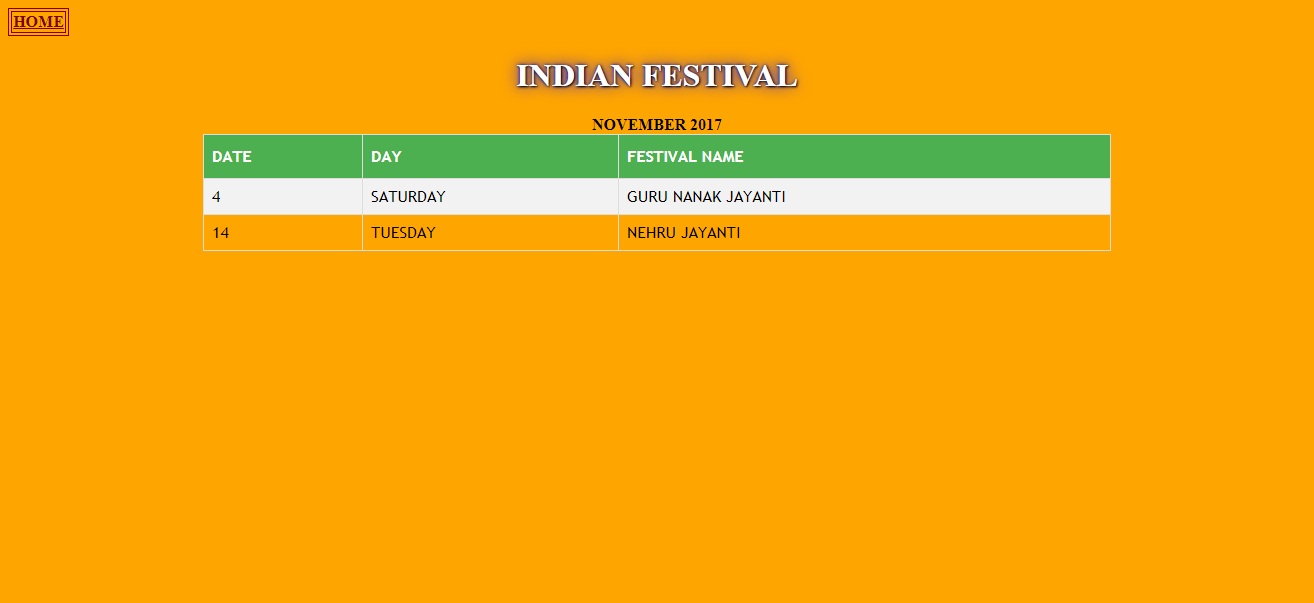 HOME
INDIAN FESTIVAL
NOVEMBER 2017
DATE DAY FESTIVAL NAME
4 SATURDAY GURU NANAK JAYANTI
14 TUESDAY NEHRU JAYANTI